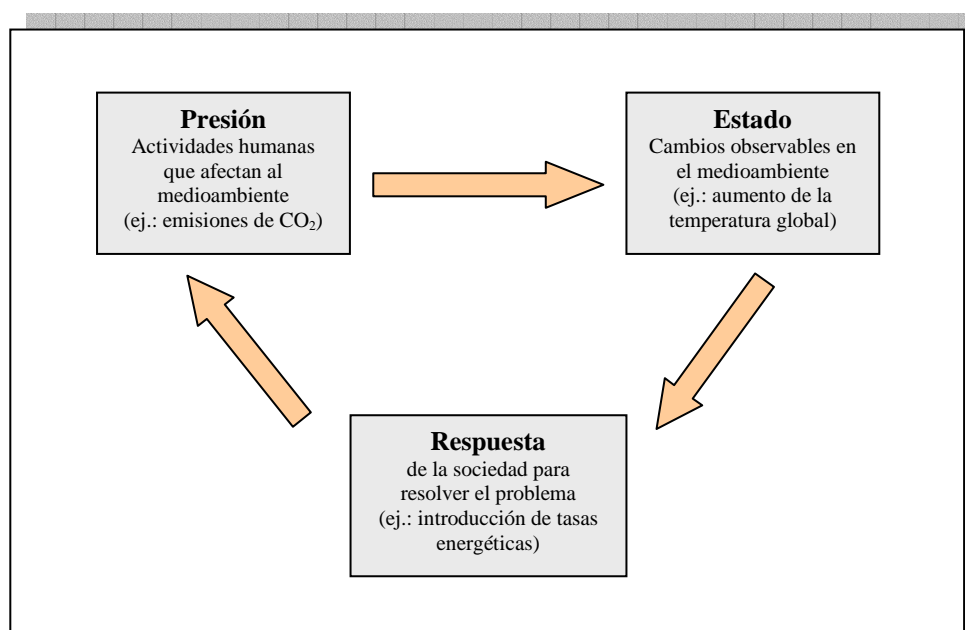 Presión
Actividades humanas
que afectan al
medioambiente
(ej.: emisiones de CO₂)
Estado
Cambios observables en
el medioambiente
(ej.: aumento de la
temperatura global)
Respuesta
de la sociedad para
resolver el problema
(ej.: introducción de tasas
energéticas)